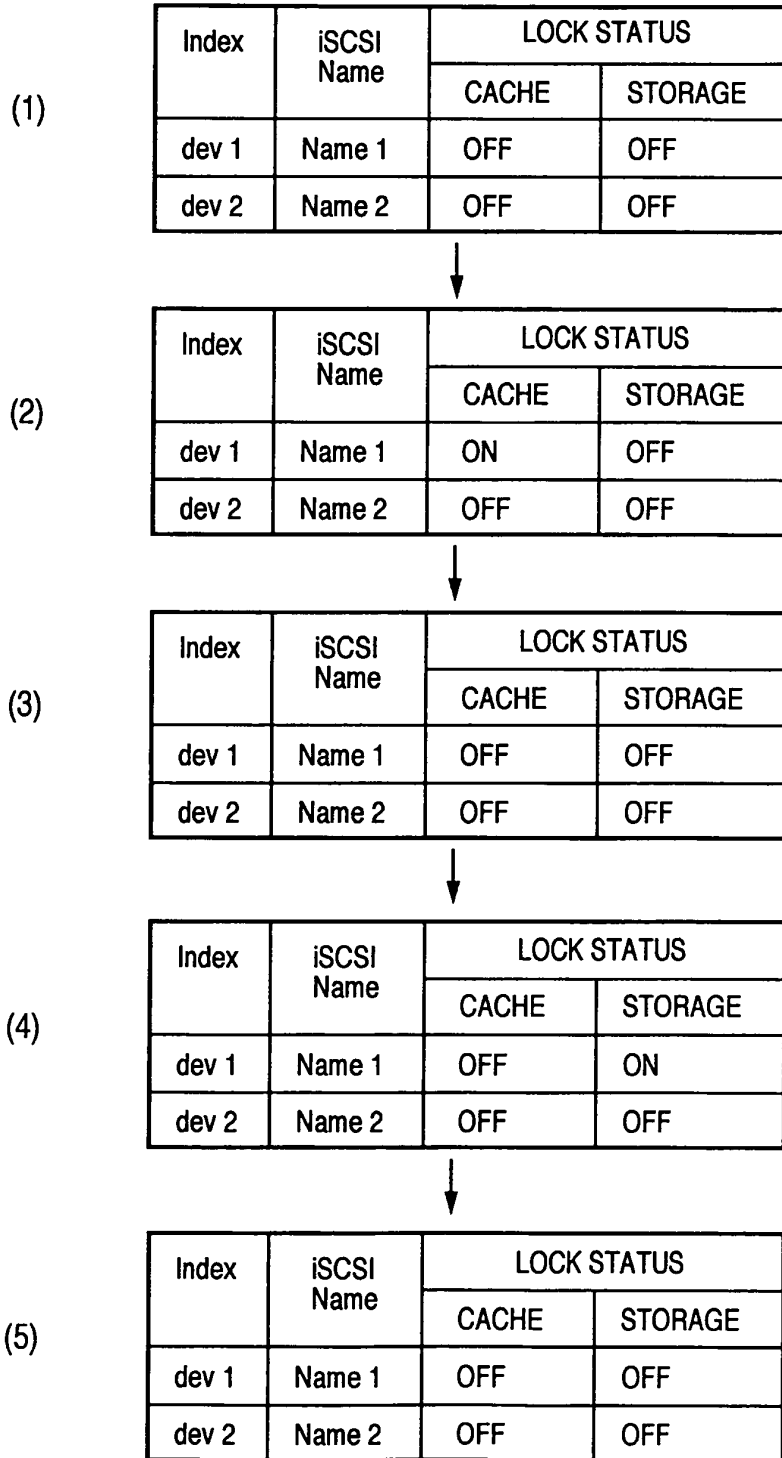 (1)
Index iSCSI Name LOCK STATUS
CACHE STORAGE
dev 1 Name 1 OFF OFF
dev 2 Name 2 OFF OFF
(2)
Index iSCSI Name LOCK STATUS
CACHE STORAGE
dev 1 Name 1 ON OFF
dev 2 Name 2 OFF OFF
(3)
Index iSCSI Name LOCK STATUS
CACHE STORAGE
dev 1 Name 1 OFF OFF
dev 2 Name 2 OFF OFF
(4)
Index iSCSI Name LOCK STATUS
CACHE STORAGE
dev 1 Name 1 OFF ON
dev 2 Name 2 OFF OFF
(5)
Index iSCSI Name LOCK STATUS
CACHE STORAGE
dev 1 Name 1 OFF OFF
dev 2 Name 2 OFF OFF